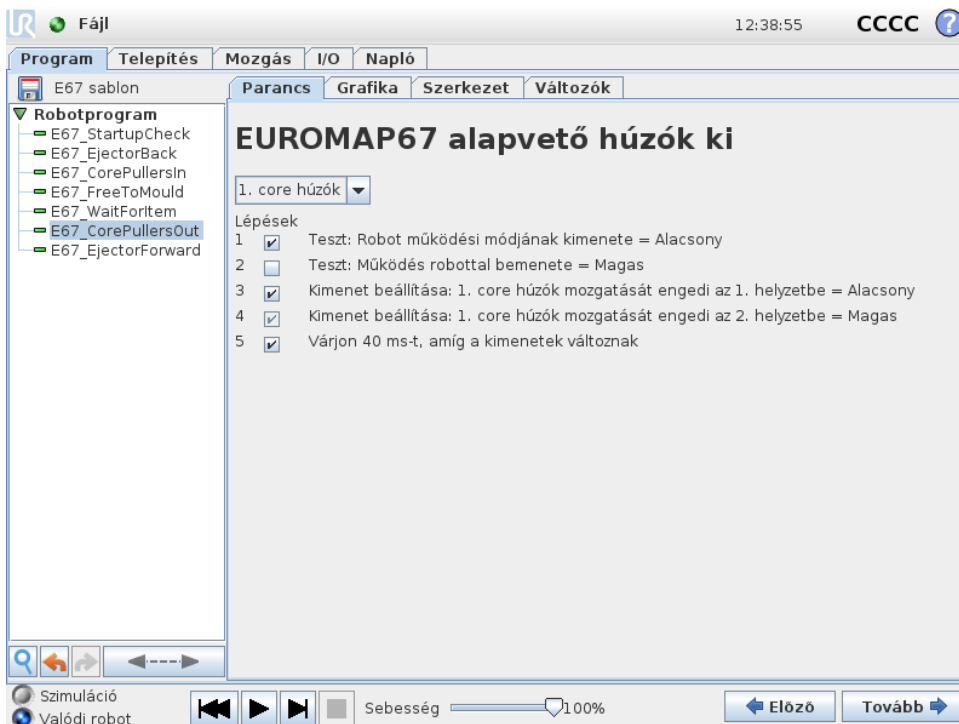 UR Fájl 12:38:55 CCCC ?
Program Telepítés Mozgás I/O Napló
E67 sablon
Parancs Grafika Szerkezet Változók
Robotprogram
E67_StartupCheck
E67_EjectorBack
E67_CorePullersIn
E67_FreeToMould
E67_WaitForItem
E67_CorePullersOut
E67_EjectorForward
EUROMAP67 alapvető húzók ki
1. core húzók
Lépések
1 Teszt: Robot működési módjának kimenete = Alacsony
2 Teszt: Működés robottal bemenete = Magas
3 Kimenet beállítása: 1. core húzók mozgatását engedi az 1. helyzetbe = Alacsony
4 Kimenet beállítása: 1. core húzók mozgatását engedi az 2. helyzetbe = Magas
5 Várjon 40 ms-t, amíg a kimenetek változnak
Szimuláció
Valódi robot
Sebesség 100%
Előző
Tovább